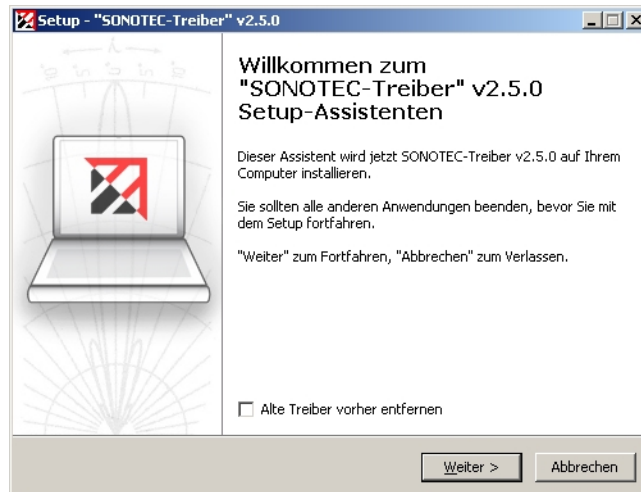 Setup - "SONOTEC-Treiber" v2.5.0
Willkommen zum
"SONOTEC-Treiber" v2.5.0
Setup-Assistenten
Dieser Assistent wird jetzt SONOTEC-Treiber v2.5.0 auf Ihrem
Computer installieren.
Sie sollten alle anderen Anwendungen beenden, bevor Sie mit
dem Setup fortfahren.
"Weiter" zum Fortfahren, "Abbrechen" zum Verlassen.
Alte Treiber vorher entfernen
Weiter >
Abbrechen